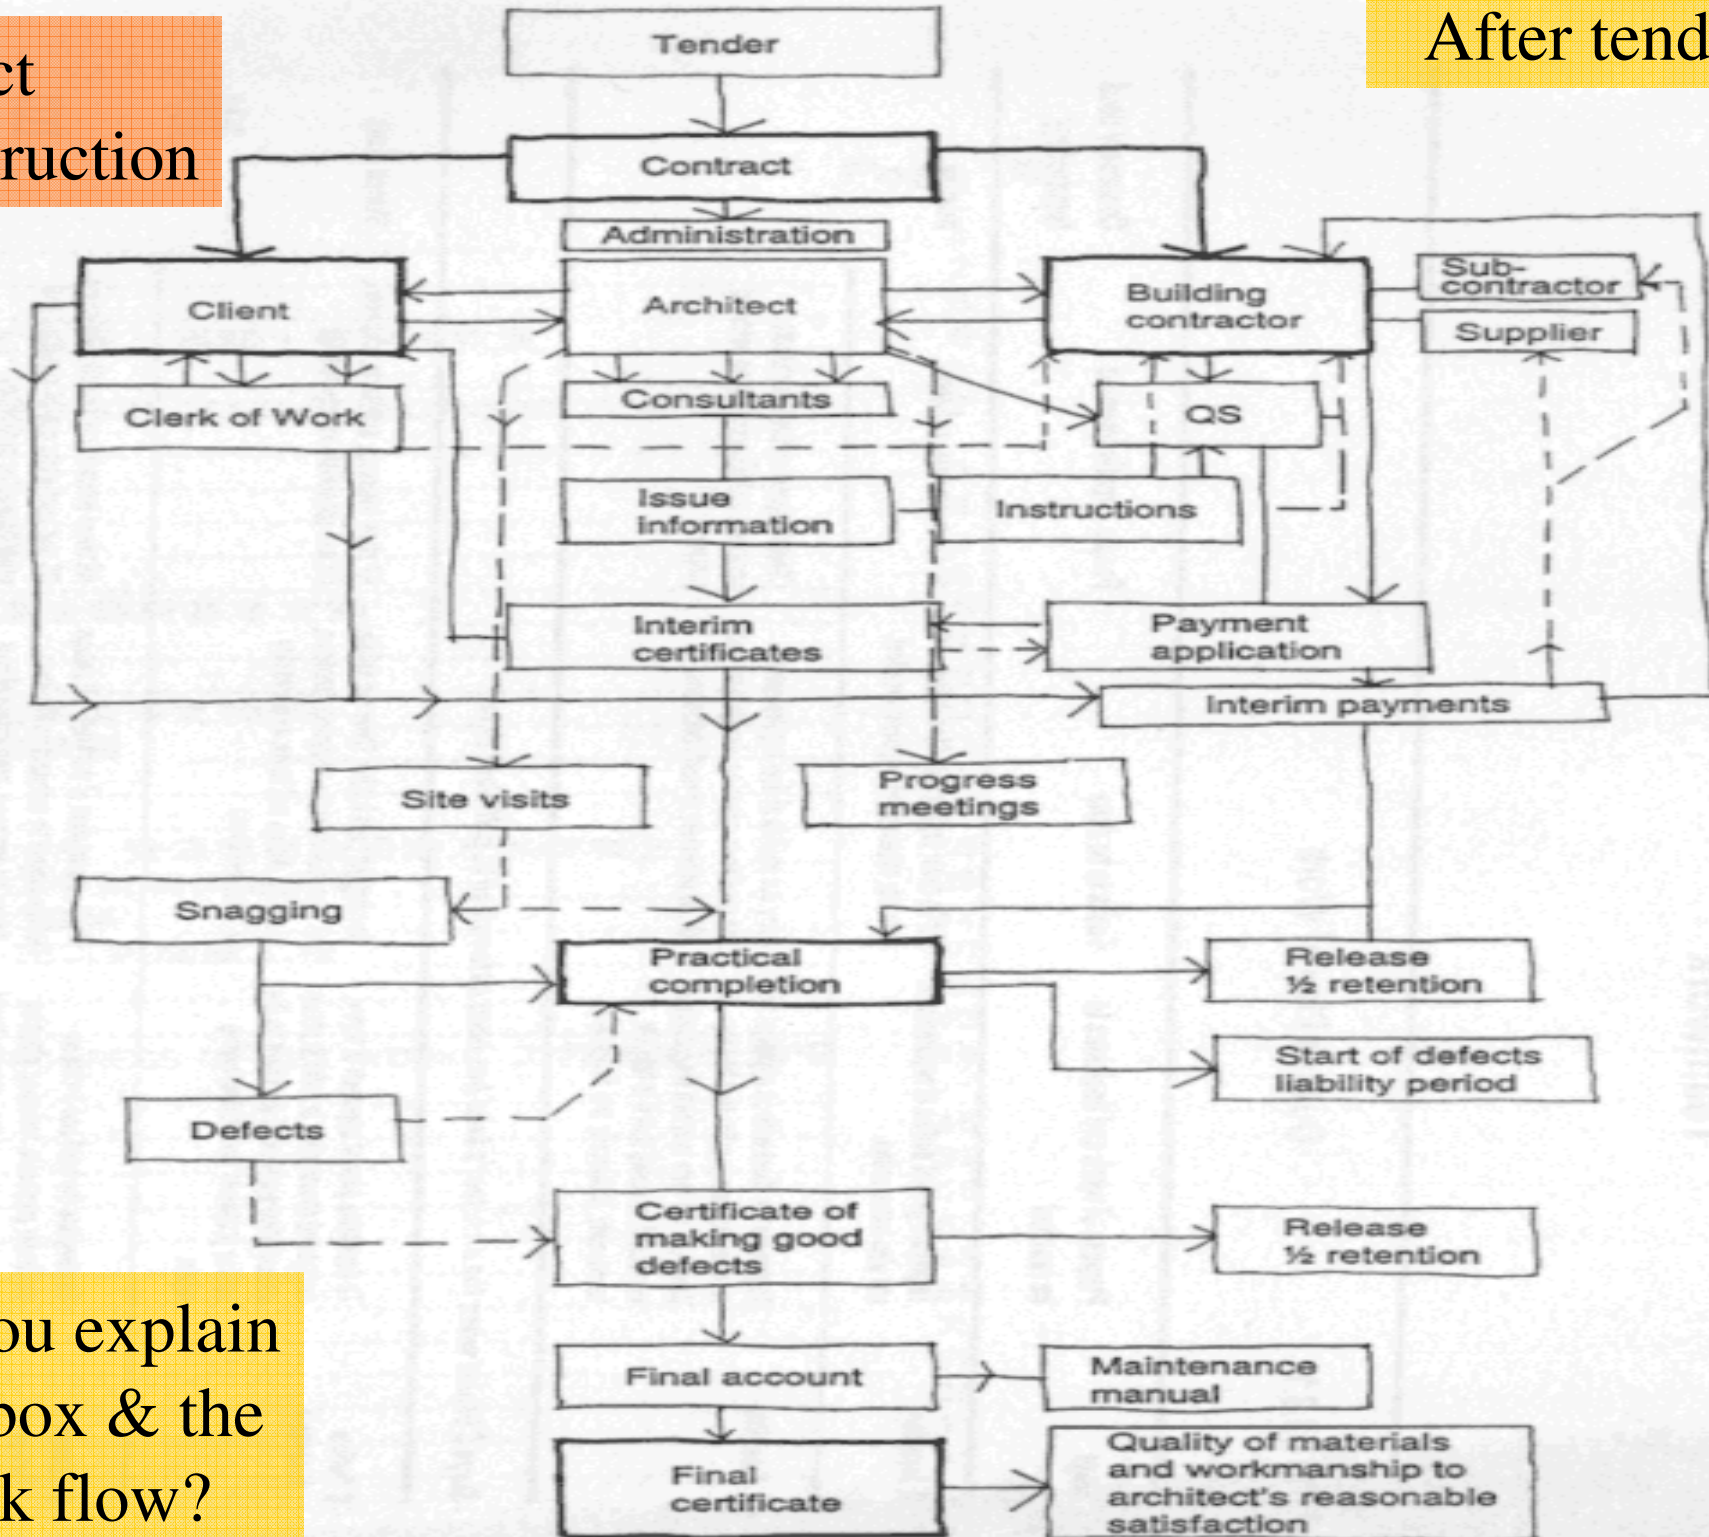 ct
ruction
After tend
Tender
Contract
Administration
Client
Architect
Building
contractor
Sub-
contractor
Supplier
Clerk of Work
Consultants
QS
Issue
information
Instructions
Interim
certificates
Payment
application
Interim payments
Site visits
Progress
meetings
Snagging
Practical
completion
Release
½ retention
Start of defects
liability period
Defects
Certificate of
making good
defects
Release
½ retention
ou explain
box & the
k flow?
Final account
Maintenance
manual
Final
certificate
Quality of materials
and workmanship to
architect's reasonable
satisfaction